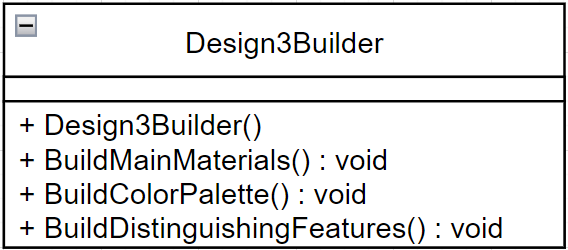 Design3Builder
+ Design3Builder()
+ BuildMainMaterials() : void
+ BuildColorPalette() : void
+ BuildDistinguishingFeatures() : void